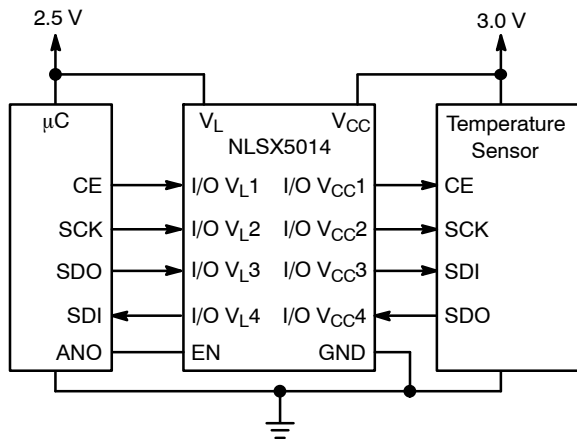 2.5 V
3.0 V
μC
VL
VCC
NLSX5014
Temperature
Sensor
CE
I/O VL1
I/O VCC1
CE
SCK
I/O VL2
I/O VCC2
SCK
SDO
I/O VL3
I/O VCC3
SDI
SDI
I/O VL4
I/O VCC4
SDO
ANO
EN
GND